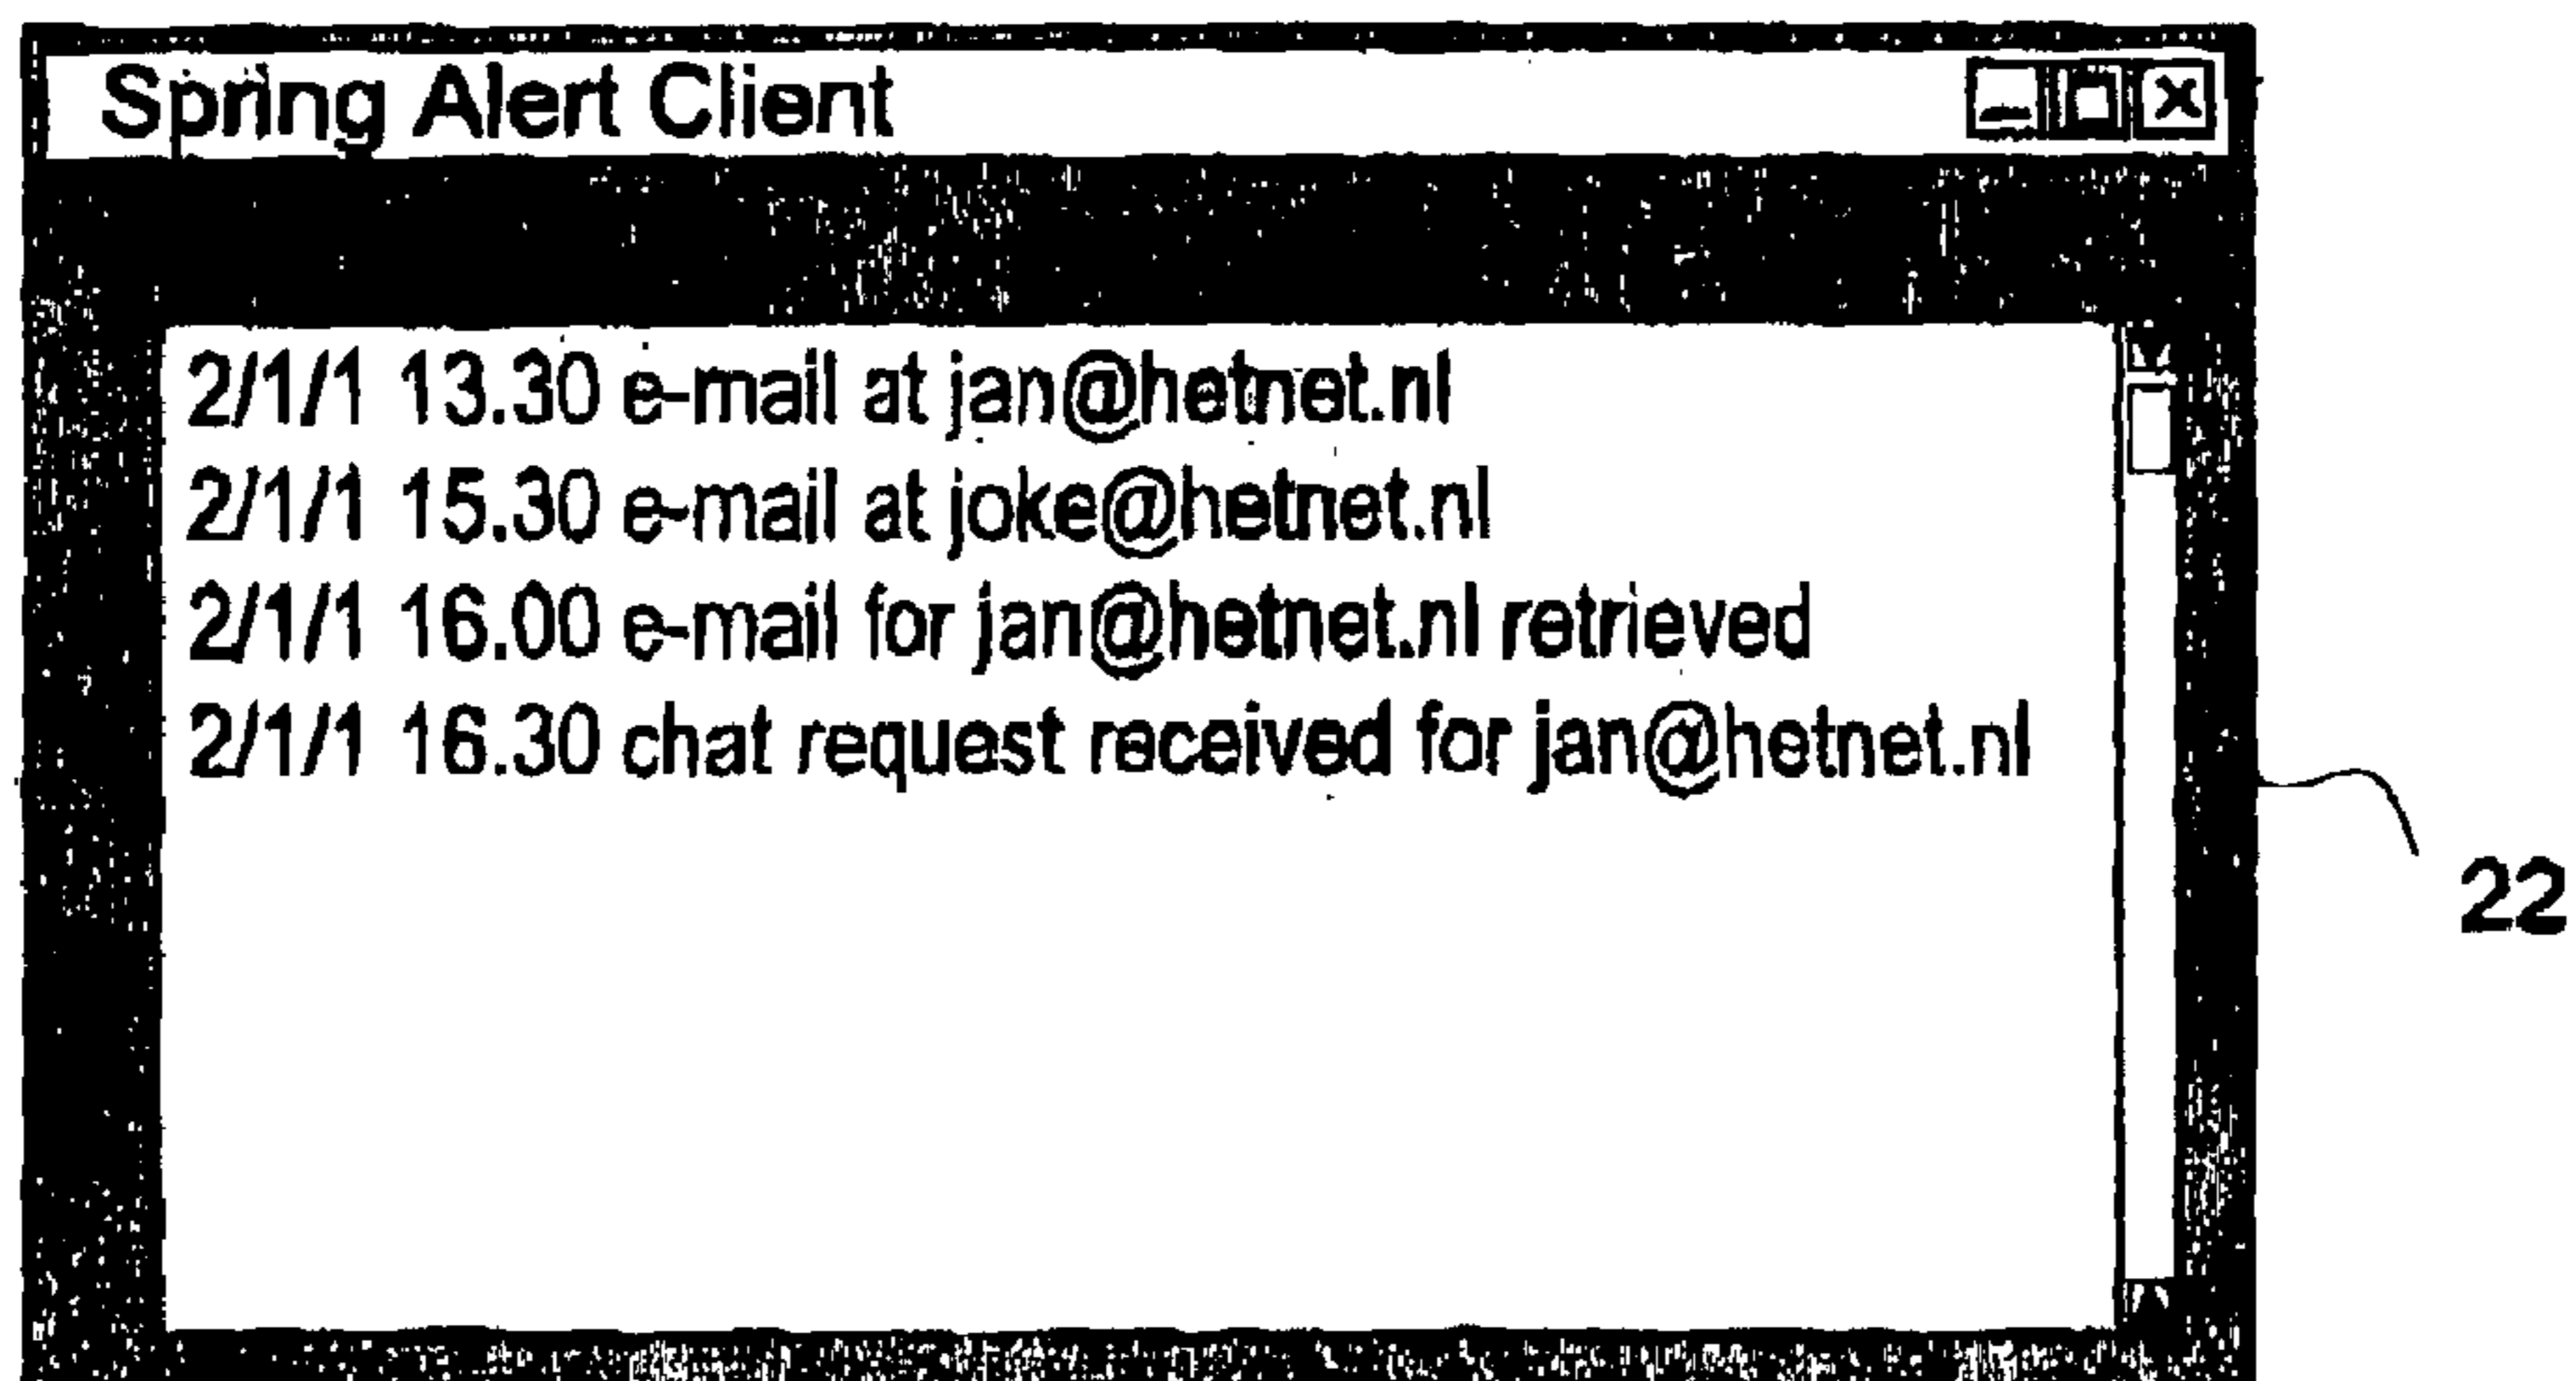 Spring Alert Client
2/1/1 13.30 e-mail at jan@hetnet.nl
2/1/1 15.30 e-mail at joke@hetnet.nl
2/1/1 16.00 e-mail for jan@hetnet.nl retrieved
2/1/1 16.30 chat request received for jan@hetnet.nl
22